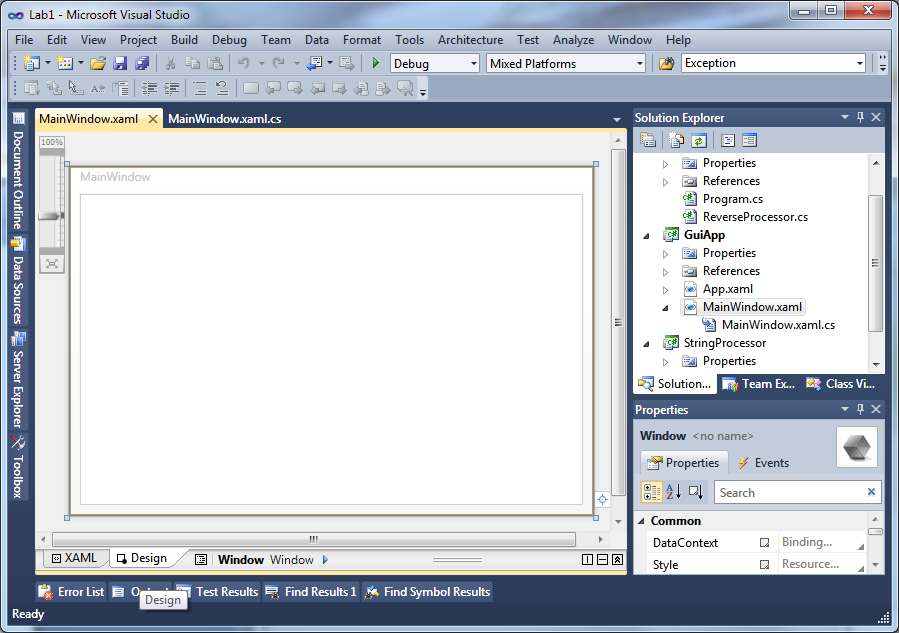 Lab1 - Microsoft Visual Studio
File Edit View Project Build Debug Team Data Format Tools Architecture Test Analyze Window Help
Debug Mixed Platforms Exception
MainWindow.xaml MainWindow.xaml.cs
100%
MainWindow
Document Outline
Data Sources
Server Explorer
Toolbox
XAML Design Window Window
Solution Explorer
Properties
References
Program.cs
ReverseProcessor.cs
GuiApp
Properties
References
App.xaml
MainWindow.xaml
MainWindow.xaml.cs
StringProcessor
Properties
Solution... Team Ex... Class Vi...
Properties
Window <no name>
Properties Events
Search
Common
DataContext Binding...
Style Resource...
Error List Test Results Find Results 1 Find Symbol Results
Design
Ready